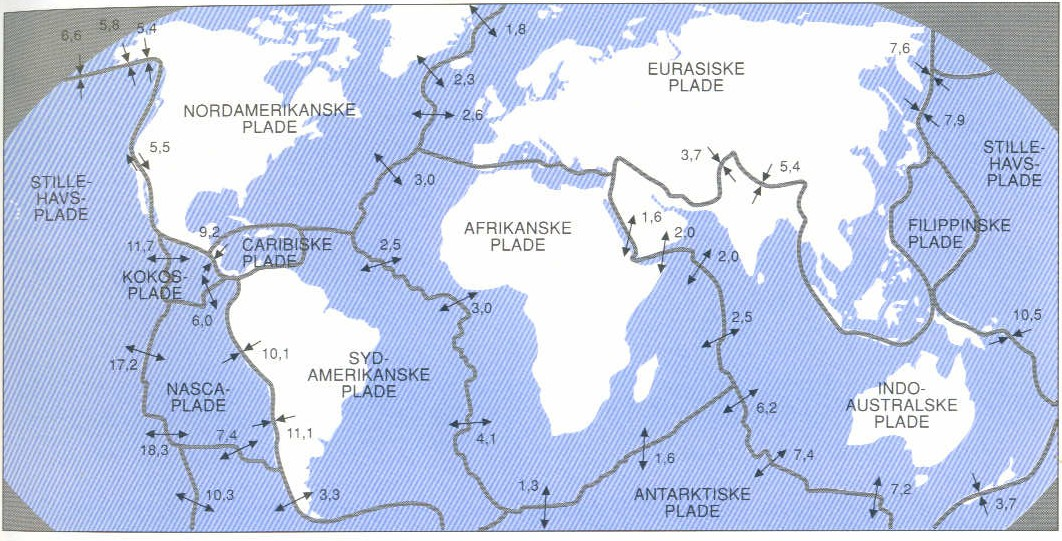 6,6
5,8
5,4
1,8
2,3
2,6
7,6
7,9
EURASISKE
PLADE
NORDAMERIKANSKE
PLADE
5,5
3,0
3,7
5,4
STILLE-
HAVS-
PLADE
STILLE-
HAVS-
PLADE
9,2
11,7
CARIBISKE
PLADE
KOKOS-
PLADE
6,0
2,5
3,0
AFRIKANSKE
PLADE
1,6
2,0
2,0
2,5
FILIPPINSKE
PLADE
10,5
17,2
10,1
SYD-
AMERIKANSKE
PLADE
NASCA-
PLADE
INDO-
AUSTRALSKE
PLADE
18,3
7,4
11,1
4,1
6,2
1,6
7,4
10,3
3,3
1,3
ANTARKTISKE
PLADE
7,2
3,7